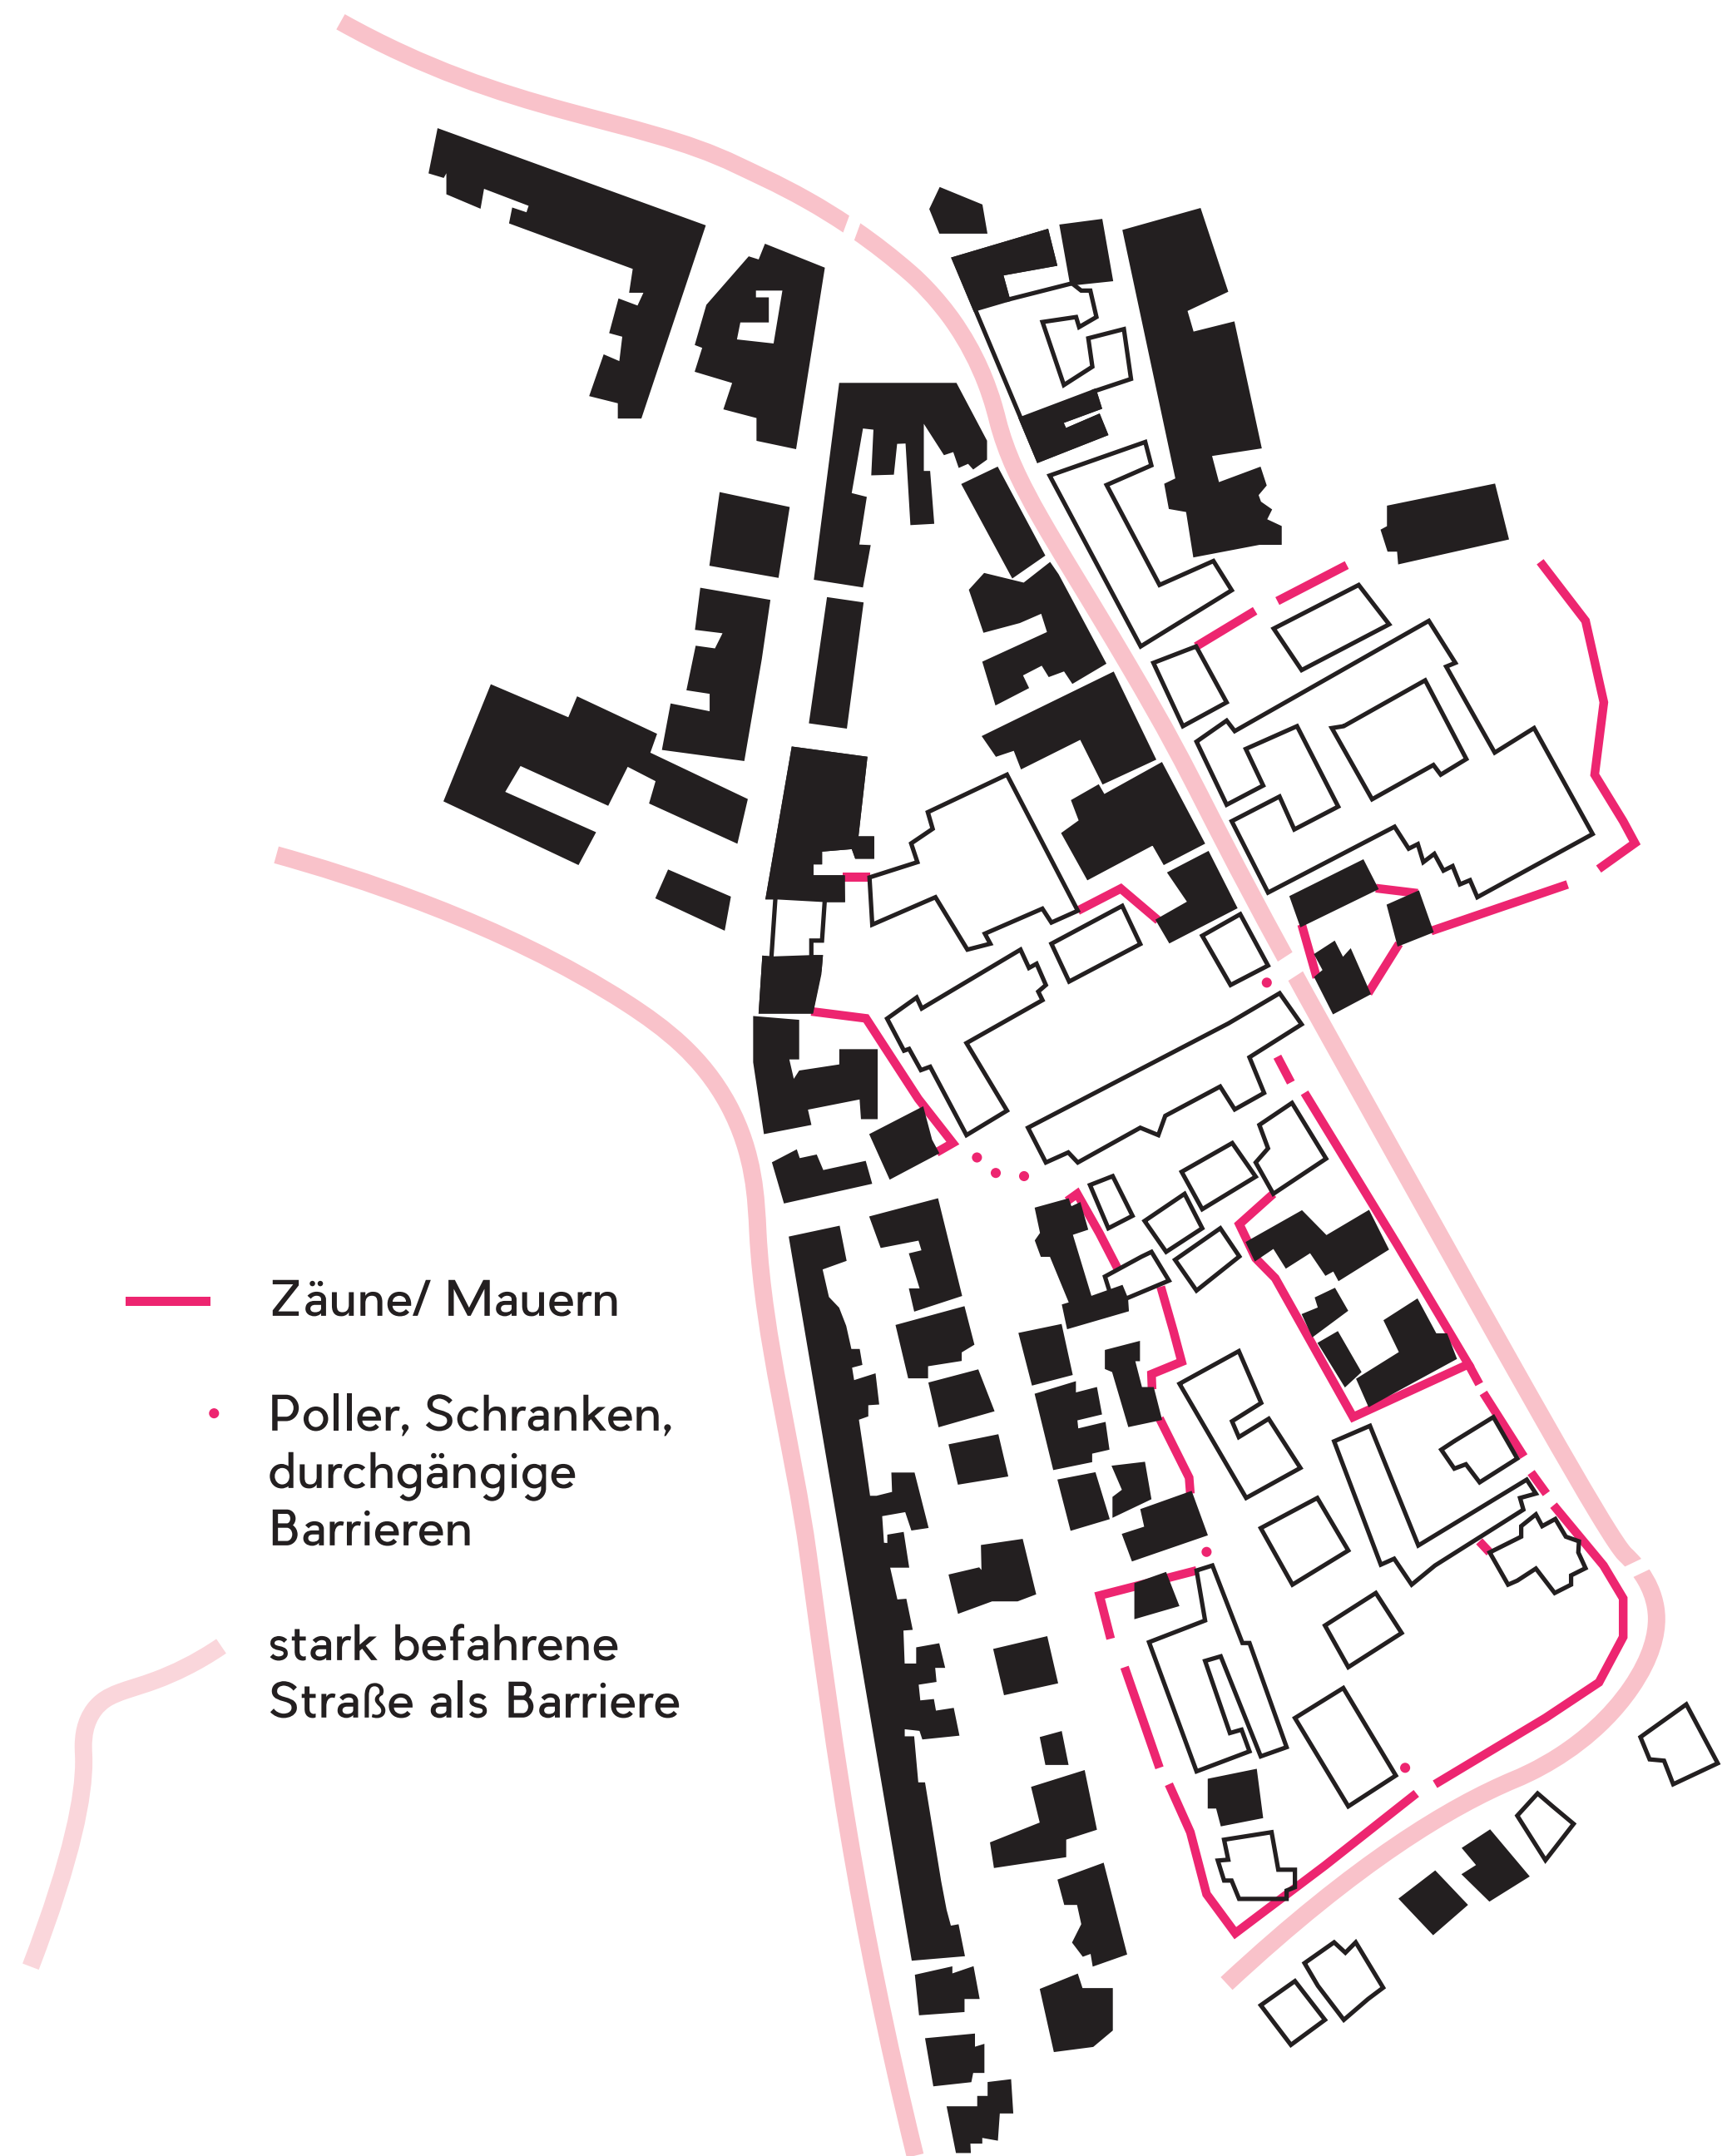 Zäune/ Mauern
Poller, Schranken,
durchgängige
Barrieren
stark befahrene
Straße als Barriere